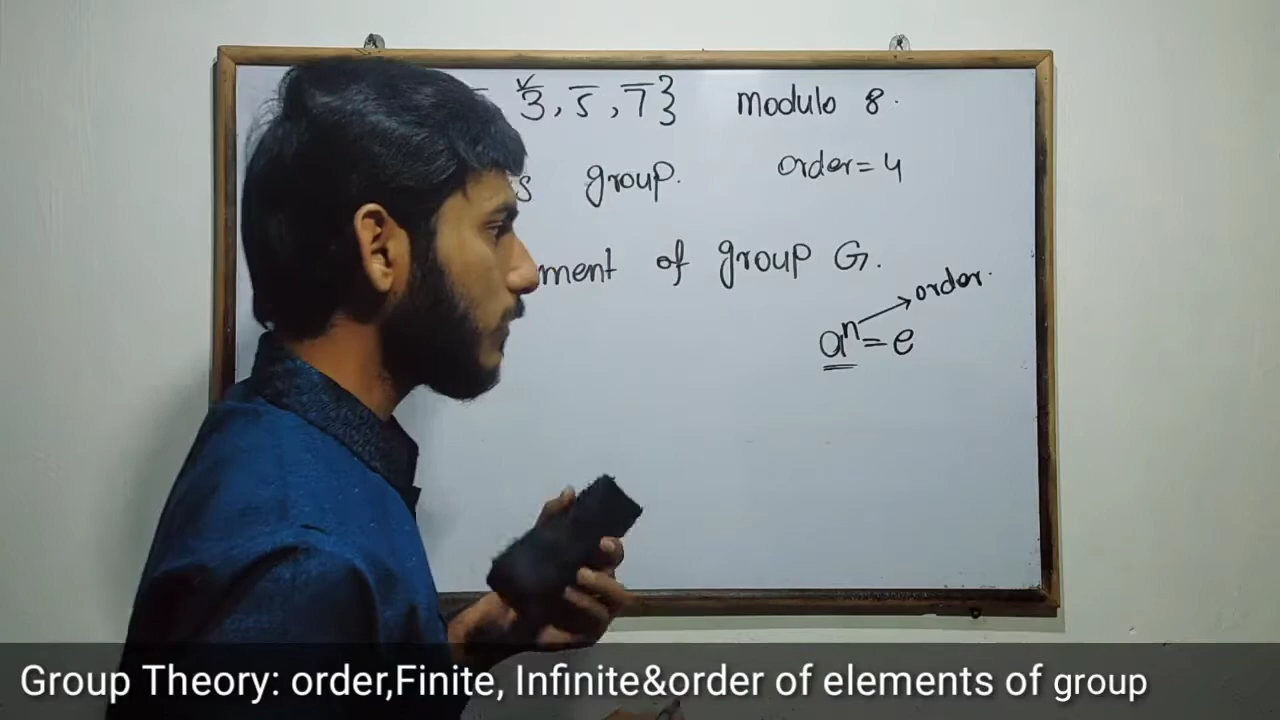 3̅, 5̅, 7̅} modulo 8.
s group. order = 4
ment of group G.
order.
aⁿ = e
Group Theory: order,Finite, Infinite&order of elements of group